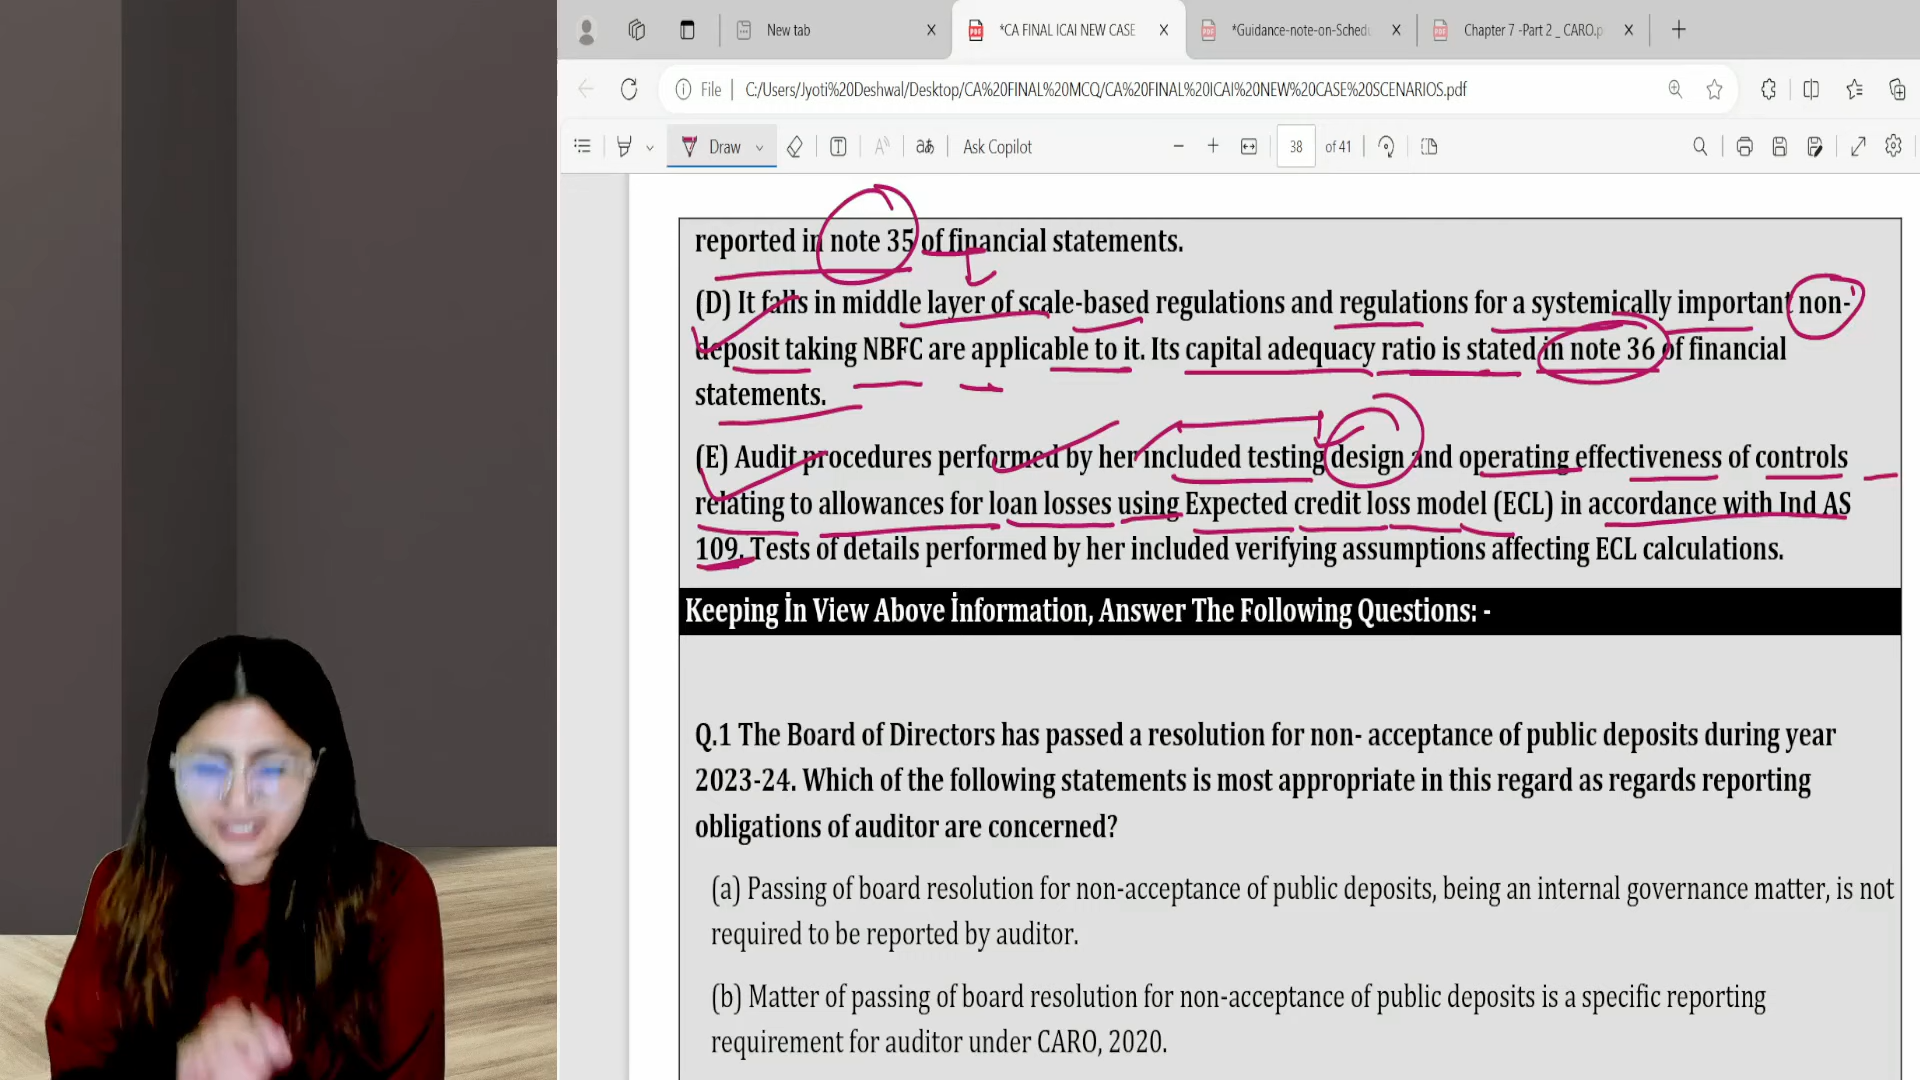 New tab
*CA FINAL ICAI NEW CASE
*Guidance-note-on-Schedu
Chapter 7 -Part 2 _ CARO.p
File
C:/Users/Jyoti%20Deshwal/Desktop/CA%20FINAL%20MCQ/CA%20FINAL%20ICAI%20NEW%20CASE%20SCENARIOS.pdf
Draw
Ask Copilot
38 of 41
reported in note 35 of financial statements.
(D) It falls in middle layer of scale-based regulations and regulations for a systemically important non-
deposit taking NBFC are applicable to it. Its capital adequacy ratio is stated in note 36 of financial
statements.
(E) Audit procedures performed by her included testing design and operating effectiveness of controls
relating to allowances for loan losses using Expected credit loss model (ECL) in accordance with Ind AS
109. Tests of details performed by her included verifying assumptions affecting ECL calculations.
Keeping İn View Above İnformation, Answer The Following Questions: -
Q.1 The Board of Directors has passed a resolution for non- acceptance of public deposits during year
2023-24. Which of the following statements is most appropriate in this regard as regards reporting
obligations of auditor are concerned?
(a) Passing of board resolution for non-acceptance of public deposits, being an internal governance matter, is not
required to be reported by auditor.
(b) Matter of passing of board resolution for non-acceptance of public deposits is a specific reporting
requirement for auditor under CARO, 2020.